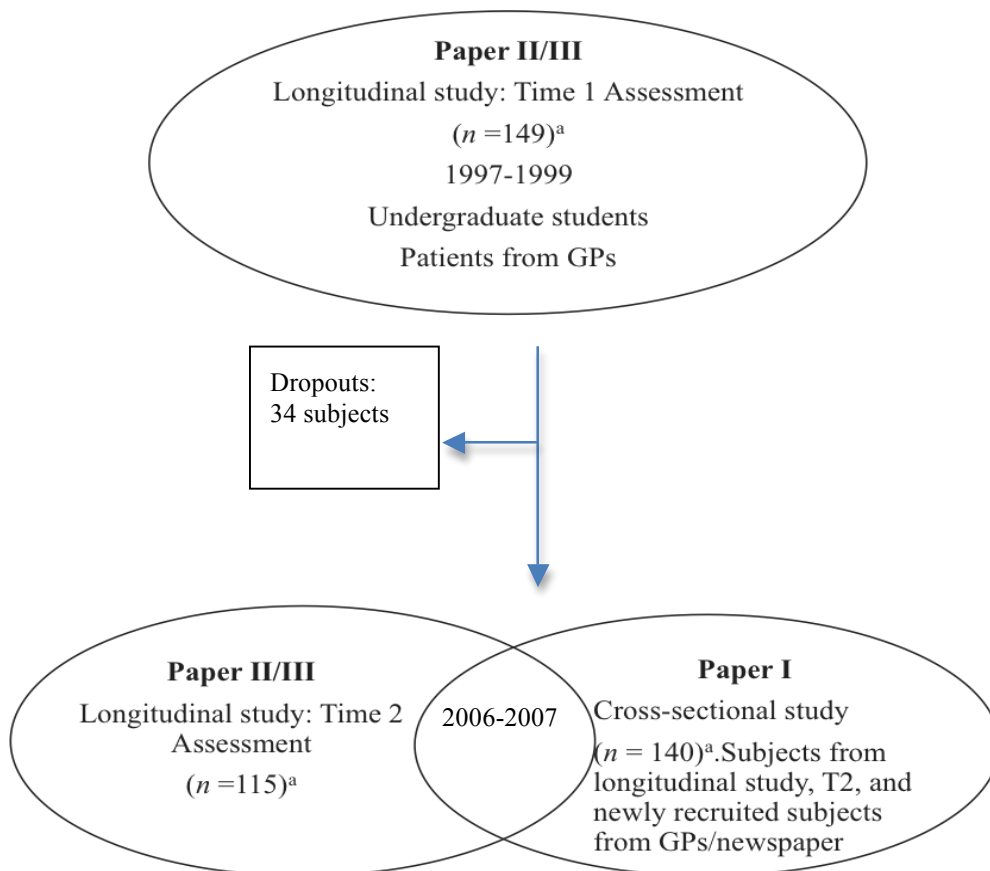 Paper II/III
Longitudinal study: Time 1 Assessment
(n =149)ᵃ
1997-1999
Undergraduate students
Patients from GPs
Dropouts:
34 subjects
Paper II/III
Longitudinal study: Time 2
Assessment
(n =115)ᵃ
2006-2007
Paper I
Cross-sectional study
(n = 140)ᵃ.Subjects from
longitudinal study, T2, and
newly recruited subjects
from GPs/newspaper